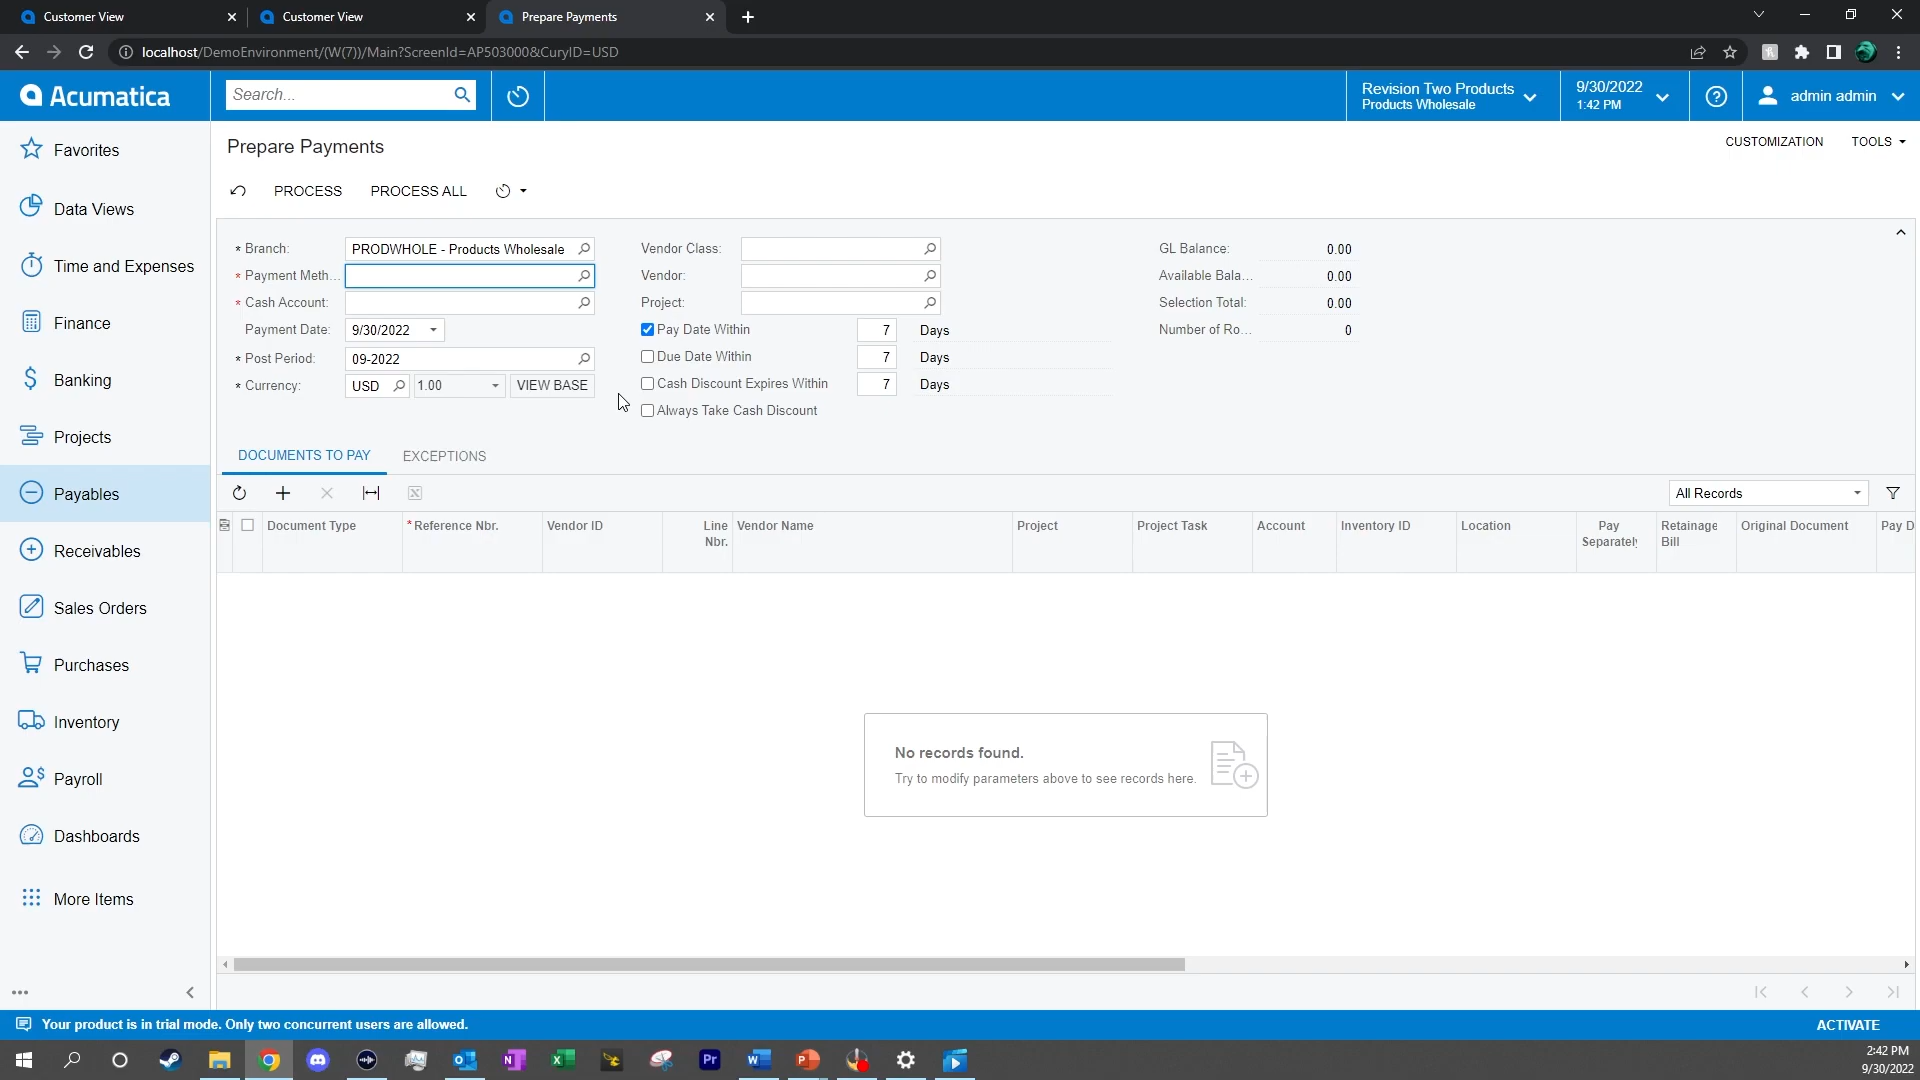 Customer View
Customer View
Prepare Payments
localhost/DemoEnvironment/(W(7))/Main?ScreenId=AP503000&CuryID=USD
Acumatica
Search...
Revision Two Products
Products Wholesale
9/30/2022
1:42 PM
admin admin
Favorites
Data Views
Time and Expenses
Finance
Banking
Projects
Payables
Receivables
Sales Orders
Purchases
Inventory
Payroll
Dashboards
More Items
Prepare Payments
CUSTOMIZATION
TOOLS
PROCESS
PROCESS ALL
* Branch: PRODWHOLE - Products Wholesale
* Payment Meth...
* Cash Account:
Payment Date: 9/30/2022
* Post Period: 09-2022
* Currency: USD 1.00 VIEW BASE
Vendor Class:
Vendor:
Project:
Pay Date Within 7 Days
Due Date Within 7 Days
Cash Discount Expires Within 7 Days
Always Take Cash Discount
GL Balance: 0.00
Available Bala... 0.00
Selection Total: 0.00
Number of Ro... 0
DOCUMENTS TO PAY
EXCEPTIONS
All Records
Document Type
* Reference Nbr.
Vendor ID
Line
Nbr.
Vendor Name
Project
Project Task
Account
Inventory ID
Location
Pay
Separately
Retainage
Bill
Original Document
Pay D
No records found.
Try to modify parameters above to see records here.
Your product is in trial mode. Only two concurrent users are allowed.
ACTIVATE
2:42 PM
9/30/2022